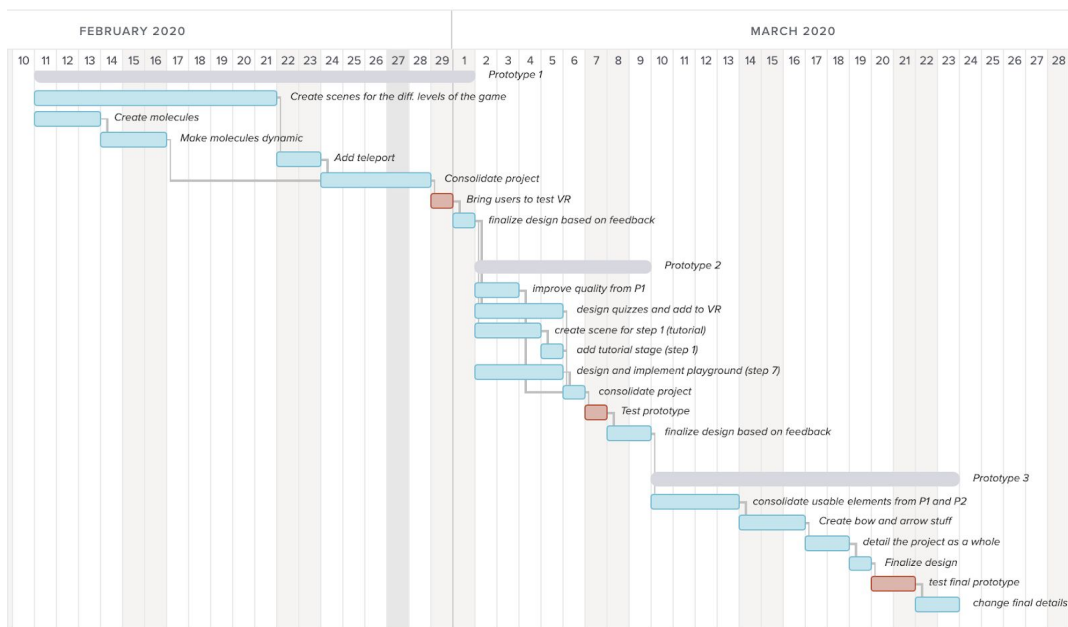 FEBRUARY 2020 MARCH 2020
10 11 12 13 14 15 16 17 18 19 20 21 22 23 24 25 26 27 28 29 1 2 3 4 5 6 7 8 9 10 11 12 13 14 15 16 17 18 19 20 21 22 23 24 25 26 27 28
Prototype 1
Create scenes for the diff. levels of the game
Create molecules
Make molecules dynamic
Add teleport
Consolidate project
Bring users to test VR
finalize design based on feedback
Prototype 2
improve quality from P1
design quizzes and add to VR
create scene for step 1 (tutorial)
add tutorial stage (step 1)
design and implement playground (step 7)
consolidate project
Test prototype
finalize design based on feedback
Prototype 3
consolidate usable elements from P1 and P2
Create bow and arrow stuff
detail the project as a whole
Finalize design
test final prototype
change final details